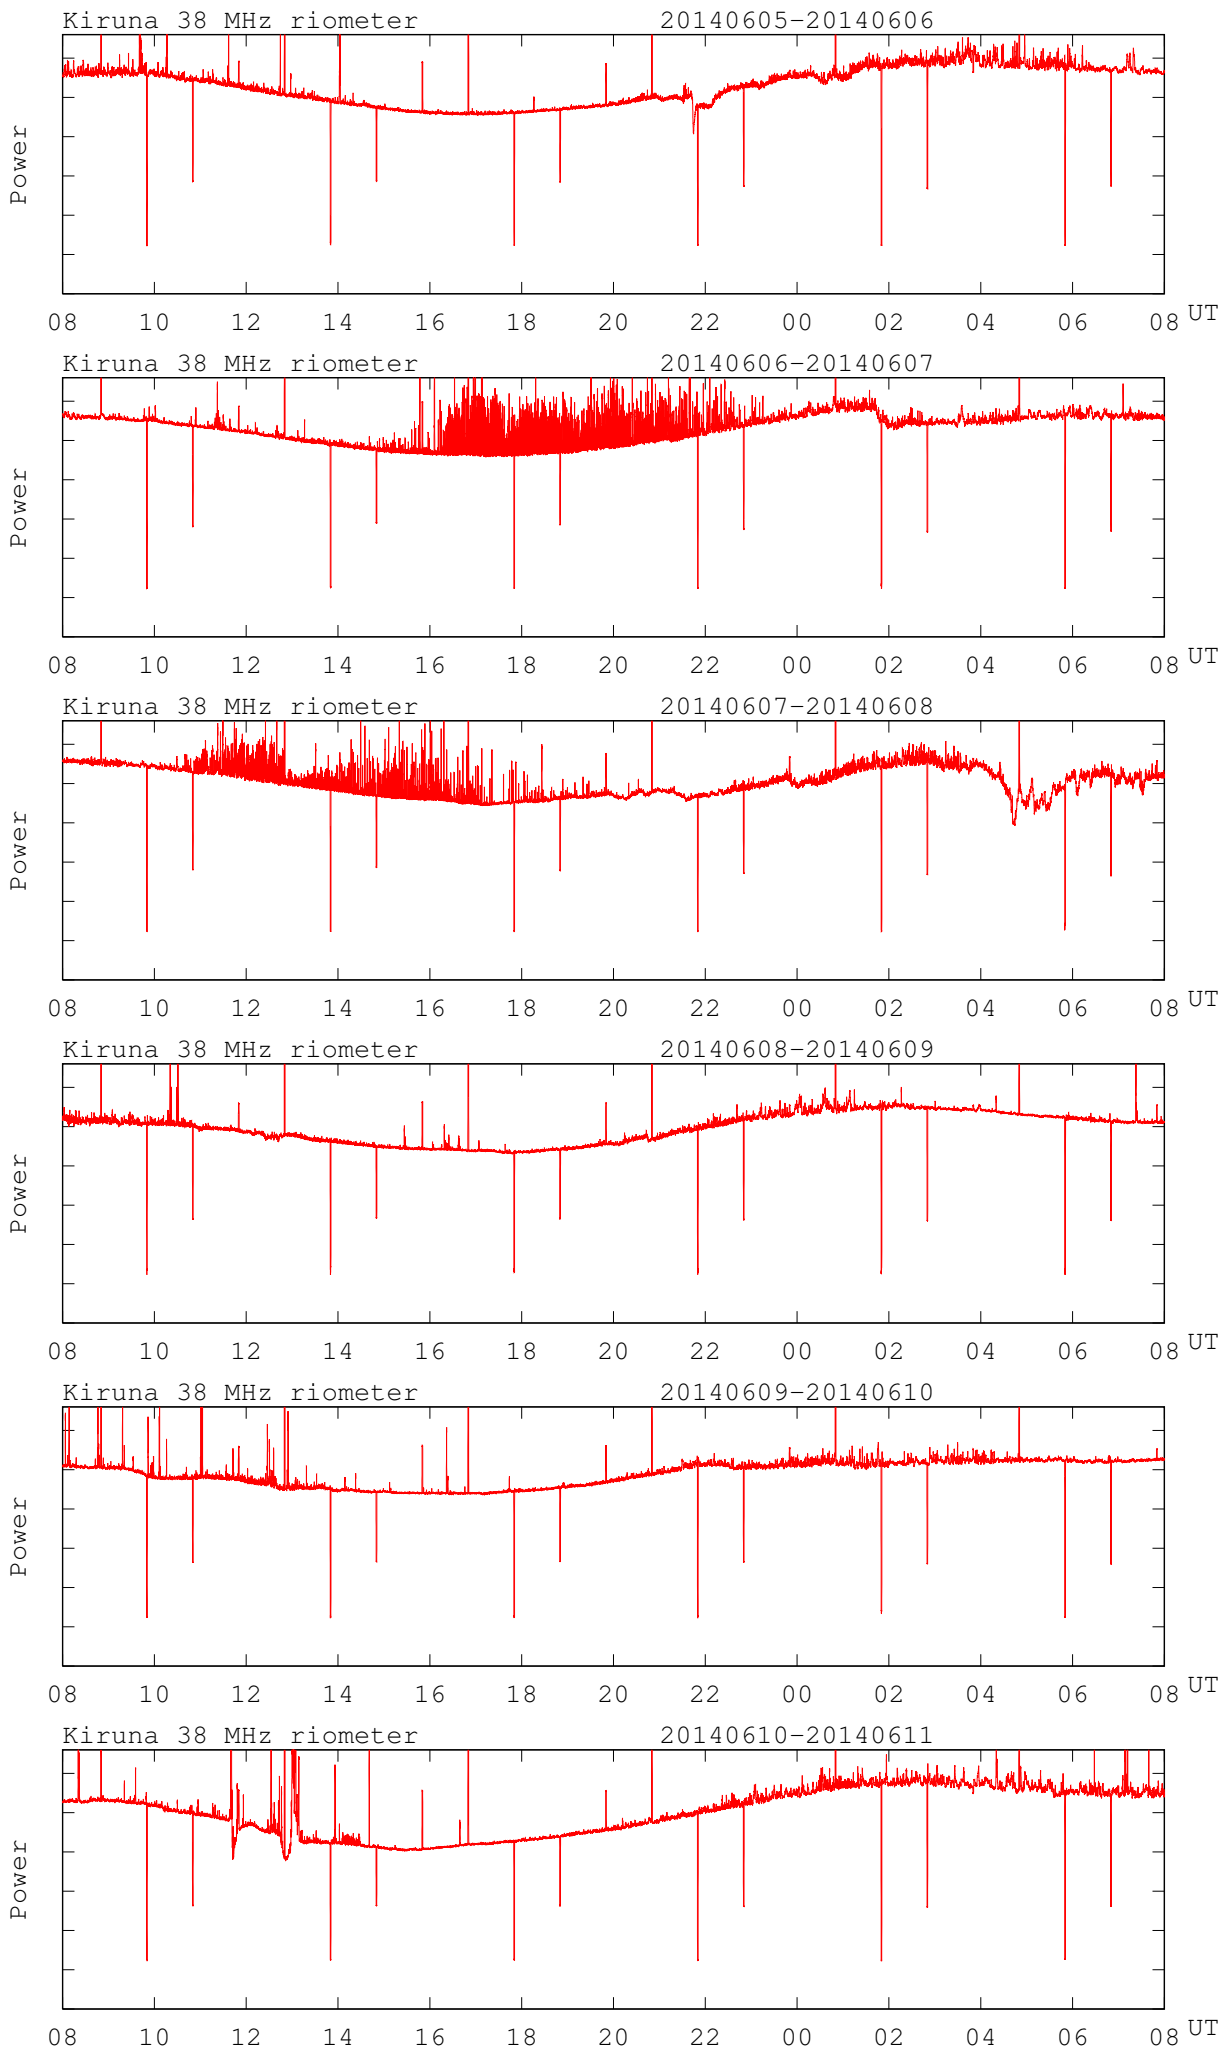 Kiruna 38 MHz riometer 20140605-20140606
Power
08 10 12 14 16 18 20 22 00 02 04 06 08 UT
Kiruna 38 MHz riometer 20140606-20140607
Power
08 10 12 14 16 18 20 22 00 02 04 06 08 UT
Kiruna 38 MHz riometer 20140607-20140608
Power
08 10 12 14 16 18 20 22 00 02 04 06 08 UT
Kiruna 38 MHz riometer 20140608-20140609
Power
08 10 12 14 16 18 20 22 00 02 04 06 08 UT
Kiruna 38 MHz riometer 20140609-20140610
Power
08 10 12 14 16 18 20 22 00 02 04 06 08 UT
Kiruna 38 MHz riometer 20140610-20140611
Power
08 10 12 14 16 18 20 22 00 02 04 06 08 UT